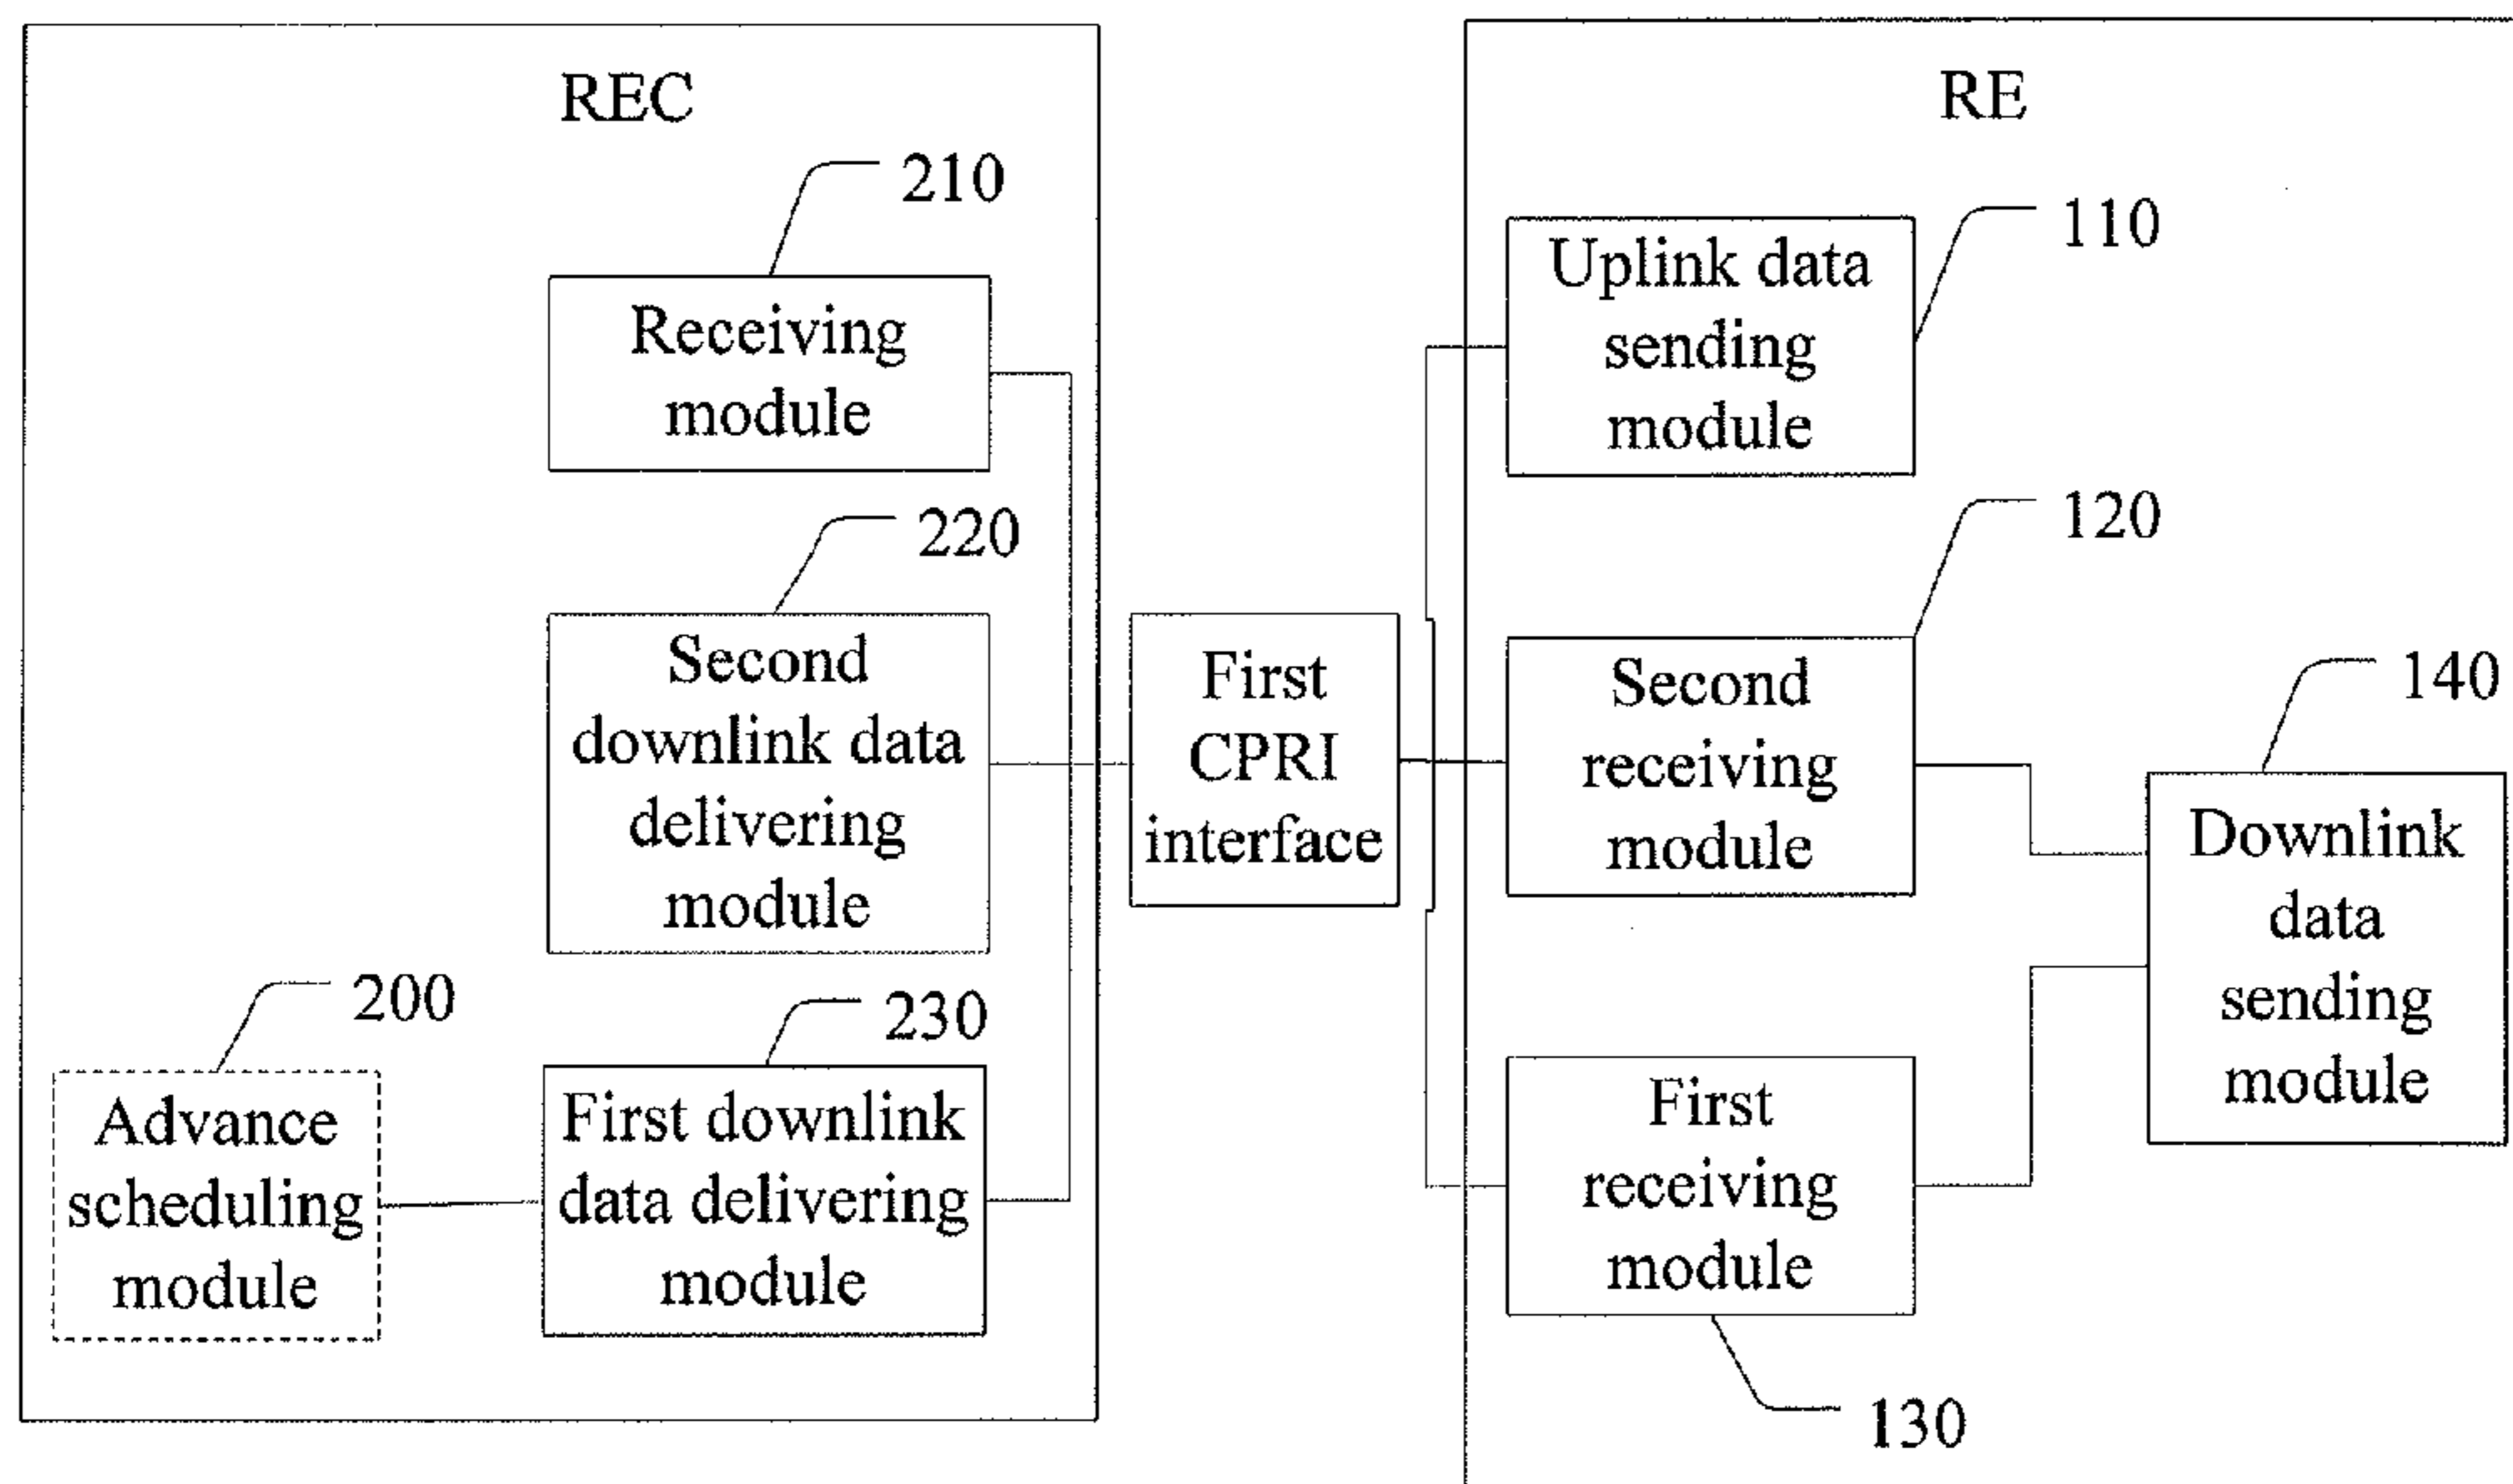 REC
210
Receiving
module
220
Second
downlink data
delivering
module
200
Advance
scheduling
module
230
First downlink
data delivering
module
First
CPRI
interface
RE
110
Uplink data
sending
module
120
Second
receiving
module
140
Downlink
data
sending
module
First
receiving
module
130